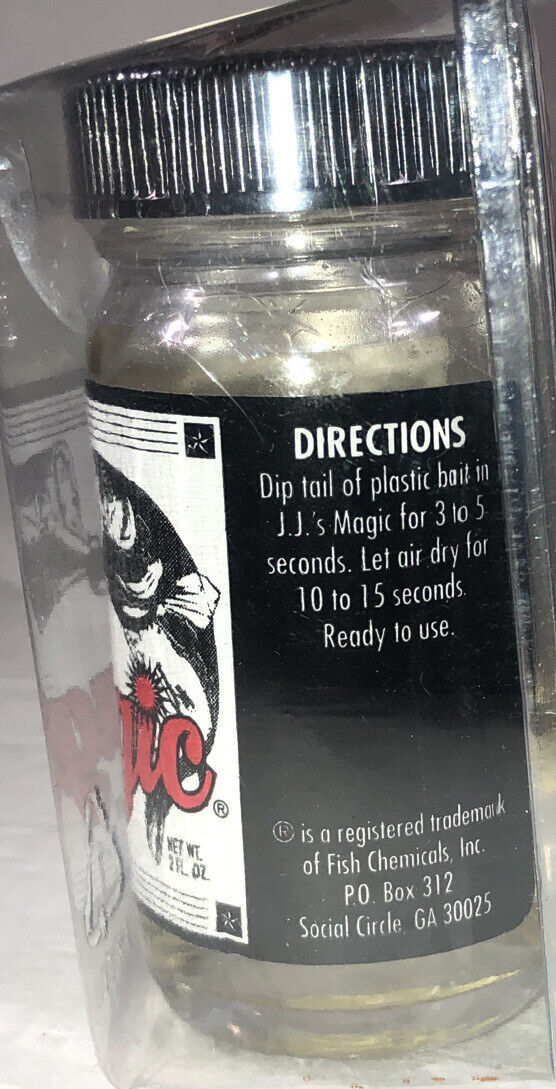 DIRECTIONS
Dip tail of plastic bait in
J.J.'s Magic for 3 to 5
seconds. Let air dry for
10 to 15 seconds.
Ready to use.
gic®
NET WT.
2 FL. OZ.
® is a registered trademark
of Fish Chemicals, Inc.
P.O. Box 312
Social Circle, GA 30025